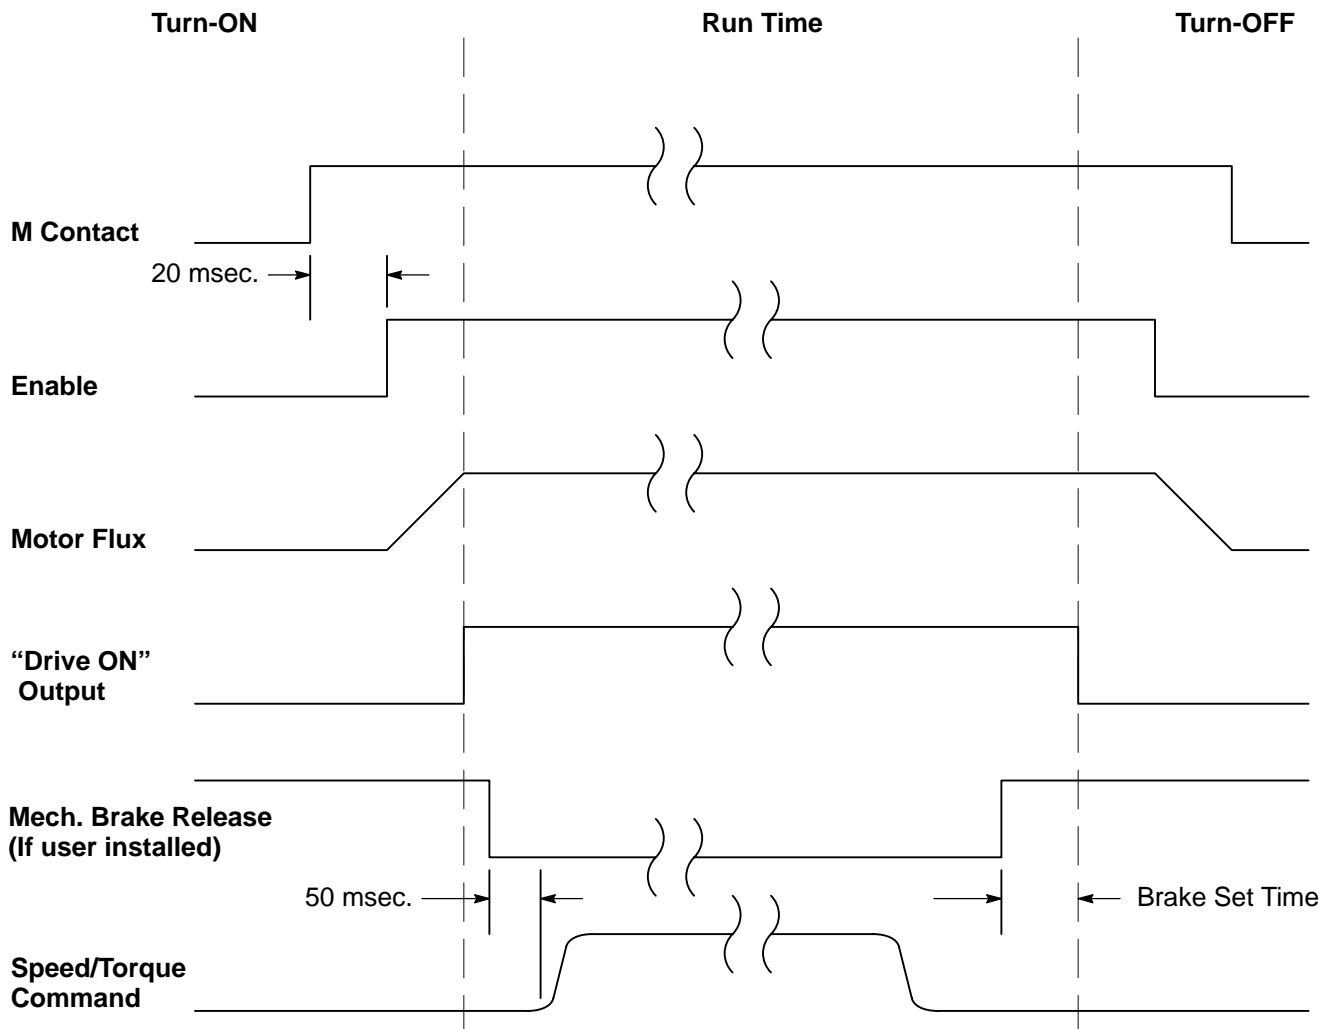 Turn-ON
Run Time
Turn-OFF
M Contact
20 msec.
Enable
Motor Flux
“Drive ON”
Output
Mech. Brake Release
(If user installed)
50 msec.
Brake Set Time
Speed/Torque
Command